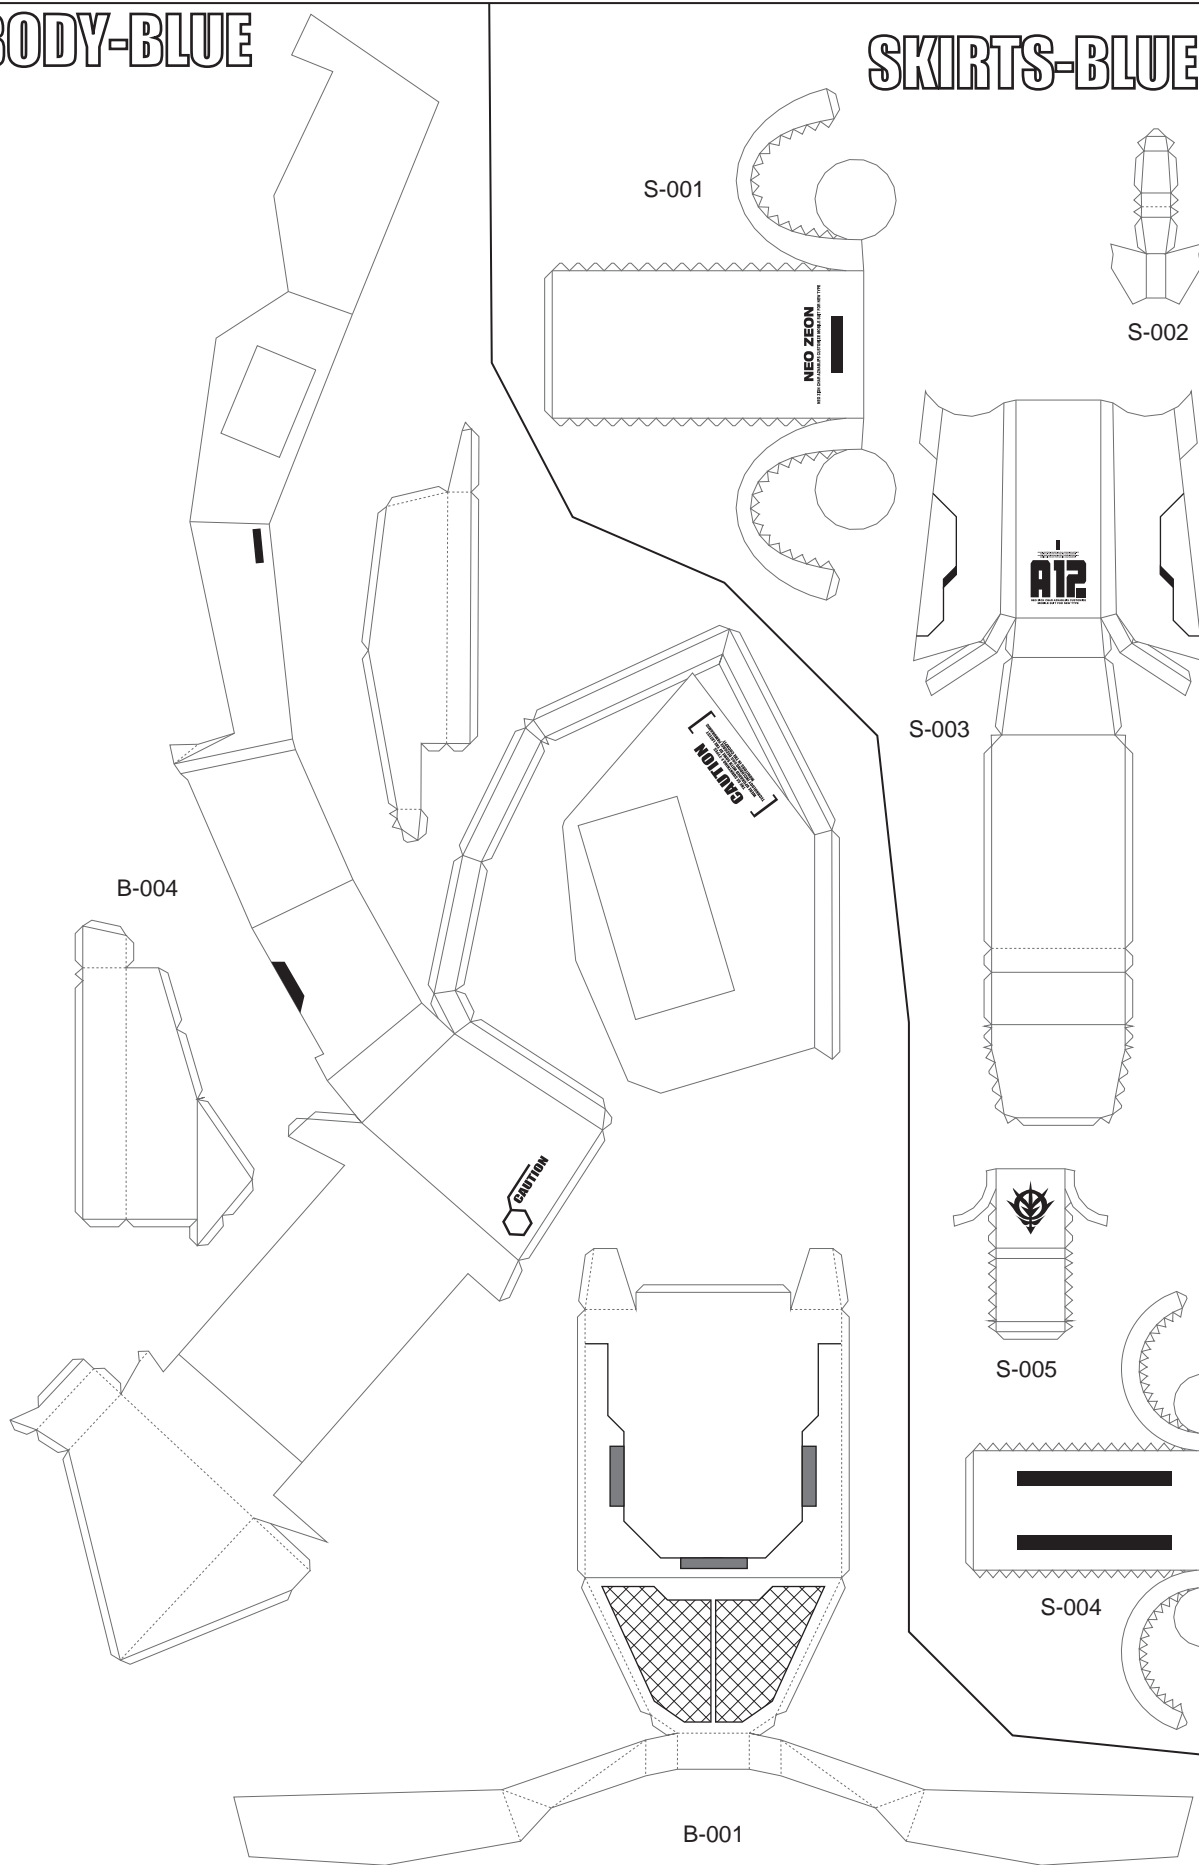 BODY-BLUE
SKIRTS-BLUE
S-001
S-002
NEO ZEON
A12
S-003
CAUTION
B-004
CAUTION
S-005
S-004
B-001